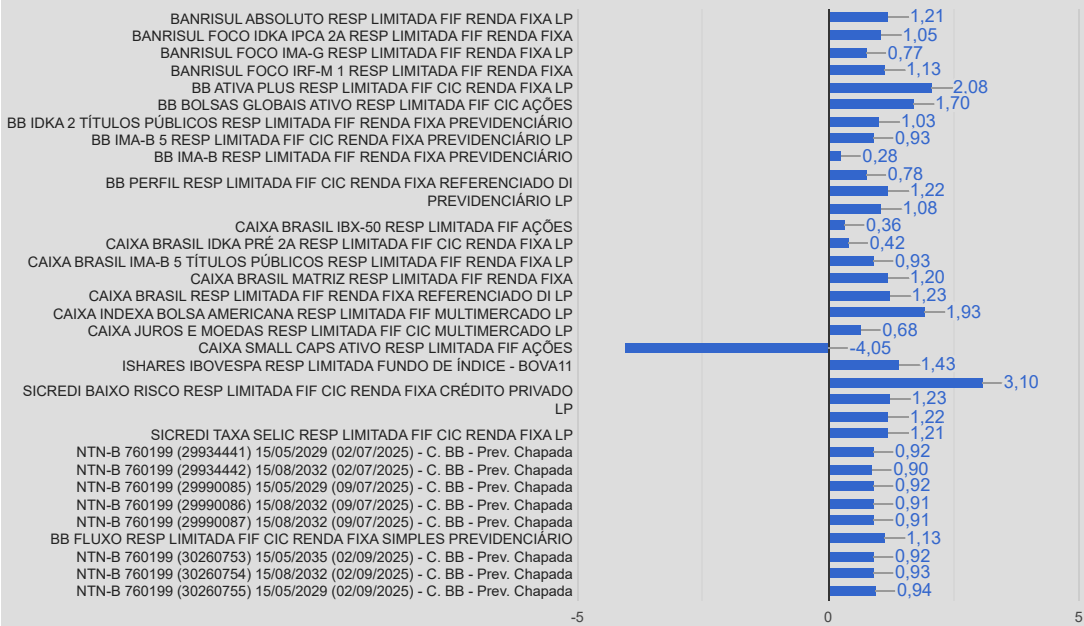 BANRISUL ABSOLUTO RESP LIMITADA FIF RENDA FIXA LP 1,21
BANRISUL FOCO IDKA IPCA 2A RESP LIMITADA FIF RENDA FIXA 1,05
BANRISUL FOCO IMA-G RESP LIMITADA FIF RENDA FIXA LP 0,77
BANRISUL FOCO IRF-M 1 RESP LIMITADA FIF RENDA FIXA 1,13
BB ATIVA PLUS RESP LIMITADA FIF CIC RENDA FIXA LP 2,08
BB BOLSAS GLOBAIS ATIVO RESP LIMITADA FIF CIC AÇÕES 1,70
BB IDKA 2 TÍTULOS PÚBLICOS RESP LIMITADA FIF RENDA FIXA PREVIDENCIÁRIO 1,03
BB IMA-B 5 RESP LIMITADA FIF CIC RENDA FIXA PREVIDENCIÁRIO LP 0,93
BB IMA-B RESP LIMITADA FIF RENDA FIXA PREVIDENCIÁRIO 0,28
0,78
BB PERFIL RESP LIMITADA FIF CIC RENDA FIXA REFERENCIADO DI 1,22
PREVIDENCIÁRIO LP 1,08
CAIXA BRASIL IBX-50 RESP LIMITADA FIF AÇÕES 0,36
CAIXA BRASIL IDKA PRÉ 2A RESP LIMITADA FIF CIC RENDA FIXA LP 0,42
CAIXA BRASIL IMA-B 5 TÍTULOS PÚBLICOS RESP LIMITADA FIF RENDA FIXA LP 0,93
CAIXA BRASIL MATRIZ RESP LIMITADA FIF RENDA FIXA 1,20
CAIXA BRASIL RESP LIMITADA FIF RENDA FIXA REFERENCIADO DI LP 1,23
CAIXA INDEXA BOLSA AMERICANA RESP LIMITADA FIF MULTIMERCADO LP 1,93
CAIXA JUROS E MOEDAS RESP LIMITADA FIF CIC MULTIMERCADO LP 0,68
CAIXA SMALL CAPS ATIVO RESP LIMITADA FIF AÇÕES -4,05
ISHARES IBOVESPA RESP LIMITADA FUNDO DE ÍNDICE - BOVA11 1,43
3,10
SICREDI BAIXO RISCO RESP LIMITADA FIF CIC RENDA FIXA CRÉDITO PRIVADO 1,23
LP 1,22
SICREDI TAXA SELIC RESP LIMITADA FIF CIC RENDA FIXA LP 1,21
NTN-B 760199 (29934441) 15/05/2029 (02/07/2025) - C. BB - Prev. Chapada 0,92
NTN-B 760199 (29934442) 15/08/2032 (02/07/2025) - C. BB - Prev. Chapada 0,90
NTN-B 760199 (29990085) 15/05/2029 (09/07/2025) - C. BB - Prev. Chapada 0,92
NTN-B 760199 (29990086) 15/08/2032 (09/07/2025) - C. BB - Prev. Chapada 0,91
NTN-B 760199 (29990087) 15/08/2032 (09/07/2025) - C. BB - Prev. Chapada 0,91
BB FLUXO RESP LIMITADA FIF CIC RENDA FIXA SIMPLES PREVIDENCIÁRIO 1,13
NTN-B 760199 (30260753) 15/05/2035 (02/09/2025) - C. BB - Prev. Chapada 0,92
NTN-B 760199 (30260754) 15/08/2032 (02/09/2025) - C. BB - Prev. Chapada 0,93
NTN-B 760199 (30260755) 15/05/2029 (02/09/2025) - C. BB - Prev. Chapada 0,94
-5 0 5